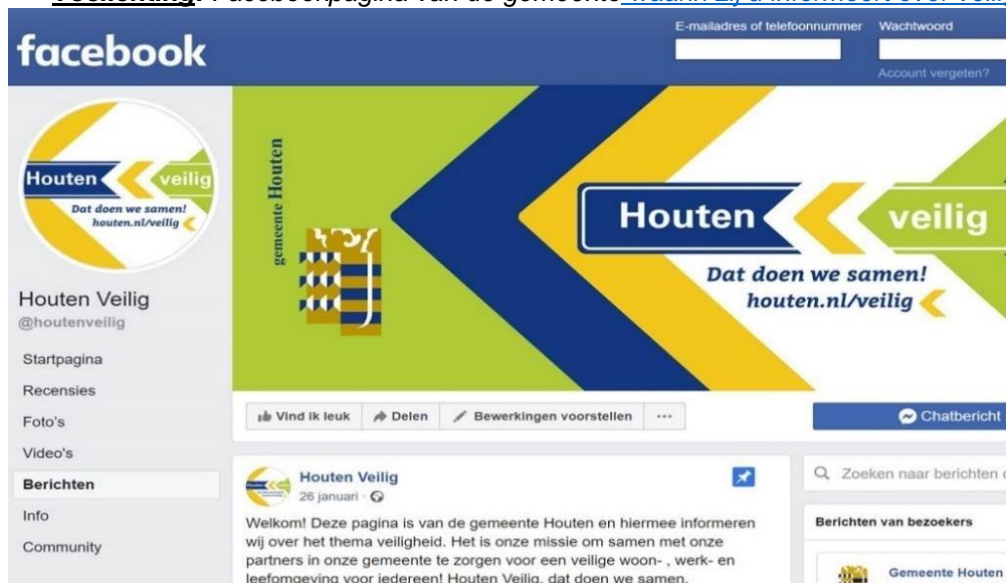 Facebookpagina van de gemeente
facebook
E-mailadres of telefoonnummer
Wachtwoord
Account vergeten?
Houten veilig
Dat doen we samen!
houten.nl/veilig
Houten Veilig
@houtenveilig
Startpagina
Recensies
Foto's
Video's
Berichten
Info
Community
gemeente Houten
Houten veilig
Dat doen we samen!
houten.nl/veilig
Vind ik leuk
Delen
Bewerkingen voorstellen
Chatbericht
Houten Veilig
26 januari
Welkom! Deze pagina is van de gemeente Houten en hiermee informeren
wij over het thema veiligheid. Het is onze missie om samen met onze
partners in onze gemeente te zorgen voor een veilige woon- , werk- en
leefomgeving voor iedereen! Houten Veilig, dat doen we samen.
Zoeken naar berichten
Berichten van bezoekers
Gemeente Houten